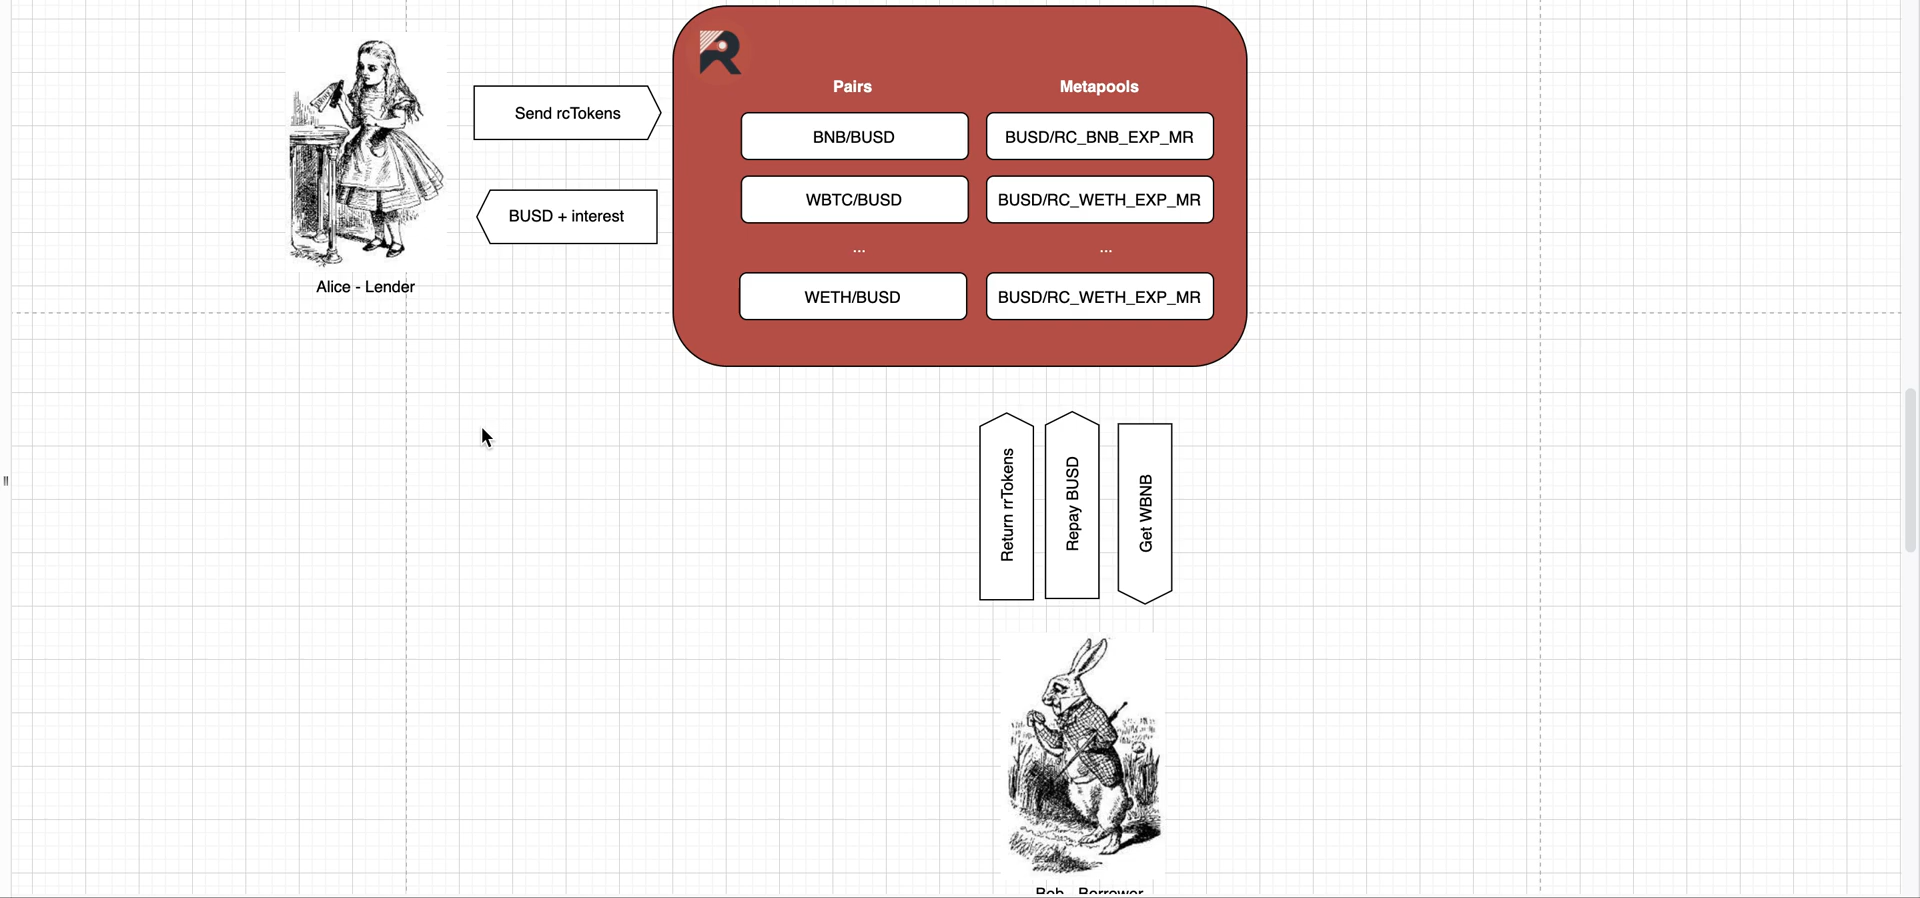 Pairs
Metapools
Send rcTokens
BNB/BUSD
BUSD/RC_BNB_EXP_MR
WBTC/BUSD
BUSD/RC_WETH_EXP_MR
BUSD + interest
...
...
Alice - Lender
WETH/BUSD
BUSD/RC_WETH_EXP_MR
Return rrTokens
Repay BUSD
Get WBNB
Bob - Borrower